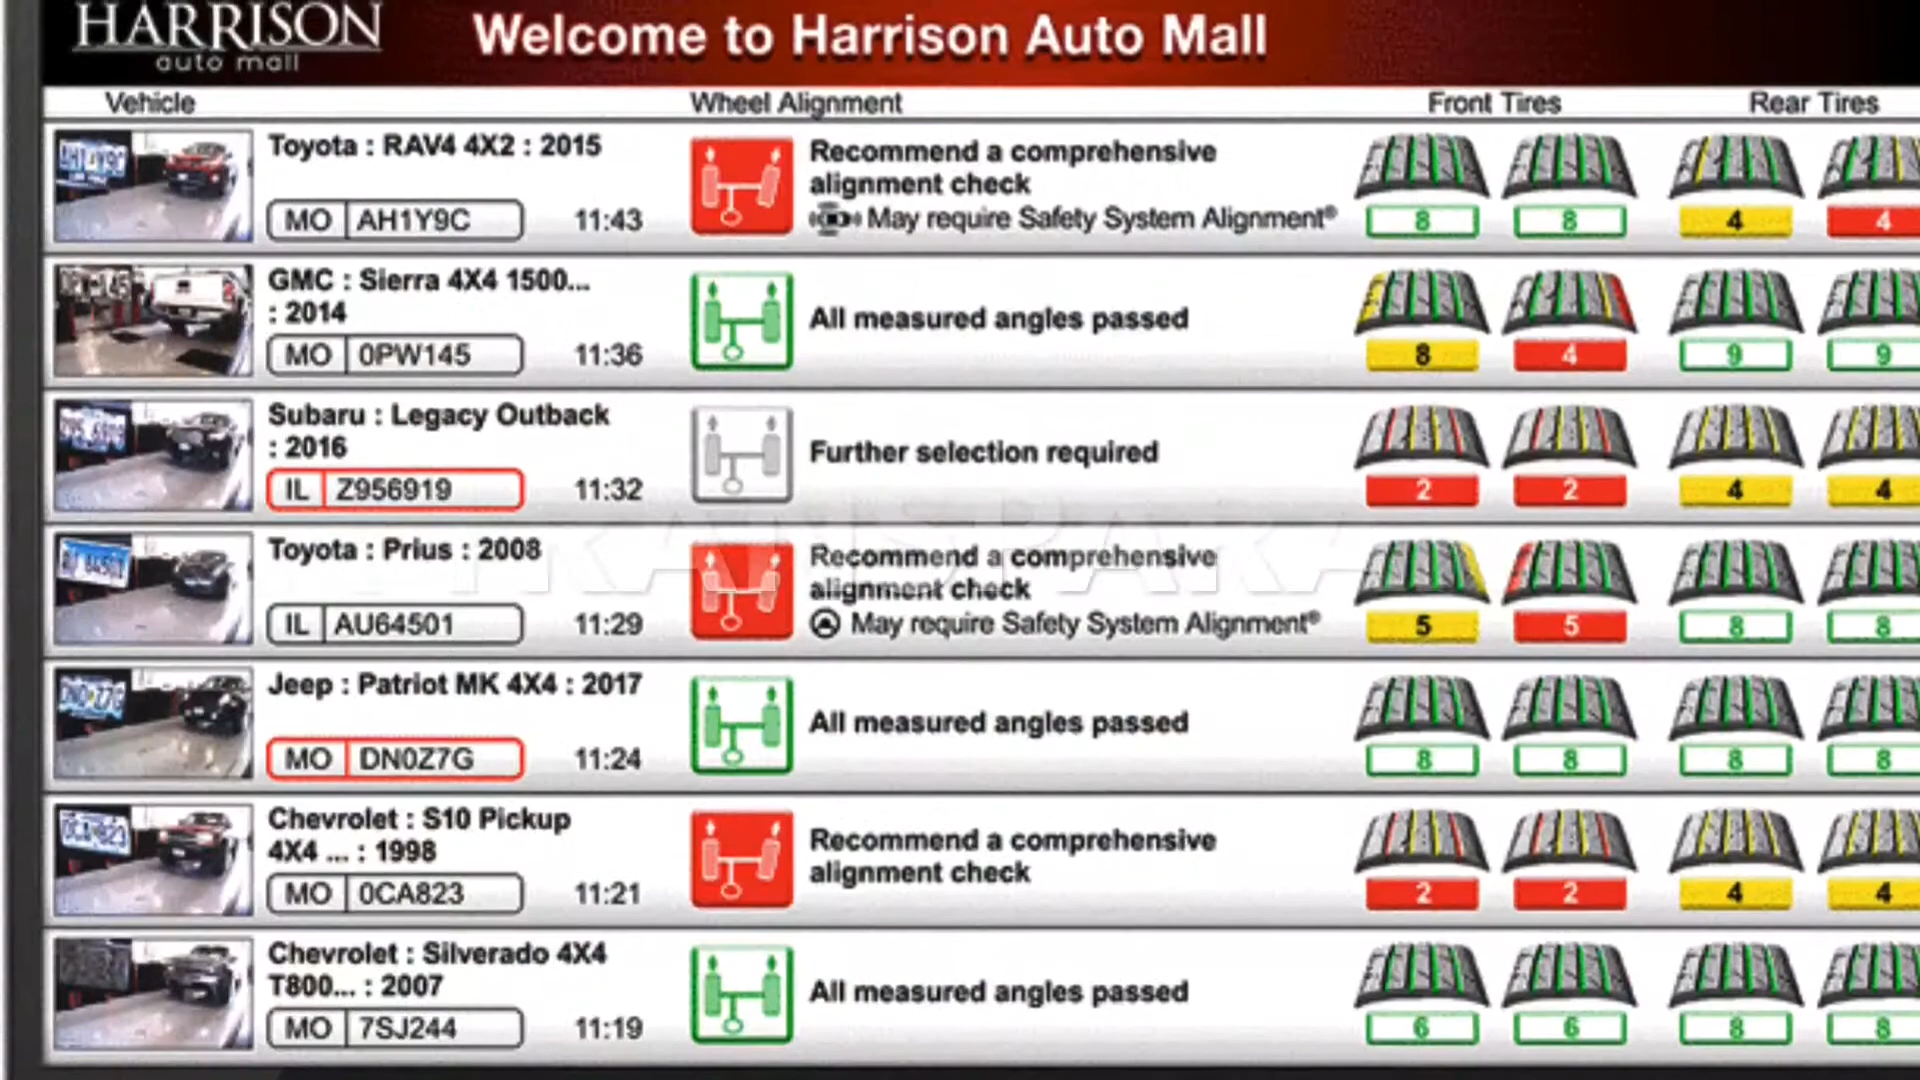 HARRISON
auto mall
Welcome to Harrison Auto Mall
Vehicle Wheel Alignment Front Tires Rear Tires
AH1Y9C
Toyota : RAV4 4X2 : 2015
MO AH1Y9C 11:43
Recommend a comprehensive
alignment check
May require Safety System Alignment®
8 8 4 4
GMC : Sierra 4X4 1500...
: 2014
MO 0PW145 11:36
All measured angles passed
8 4 9 9
Subaru : Legacy Outback
: 2016
IL Z956919 11:32
Further selection required
2 2 4 4
Toyota : Prius : 2008
IL AU64501 11:29
Recommend a comprehensive
alignment check
May require Safety System Alignment®
5 5 8 8
Jeep : Patriot MK 4X4 : 2017
MO DN0Z7G 11:24
All measured angles passed
8 8 8 8
0CA823
Chevrolet : S10 Pickup
4X4 ... : 1998
MO 0CA823 11:21
Recommend a comprehensive
alignment check
2 2 4 4
Chevrolet : Silverado 4X4
T800... : 2007
MO 7SJ244 11:19
All measured angles passed
6 6 8 8